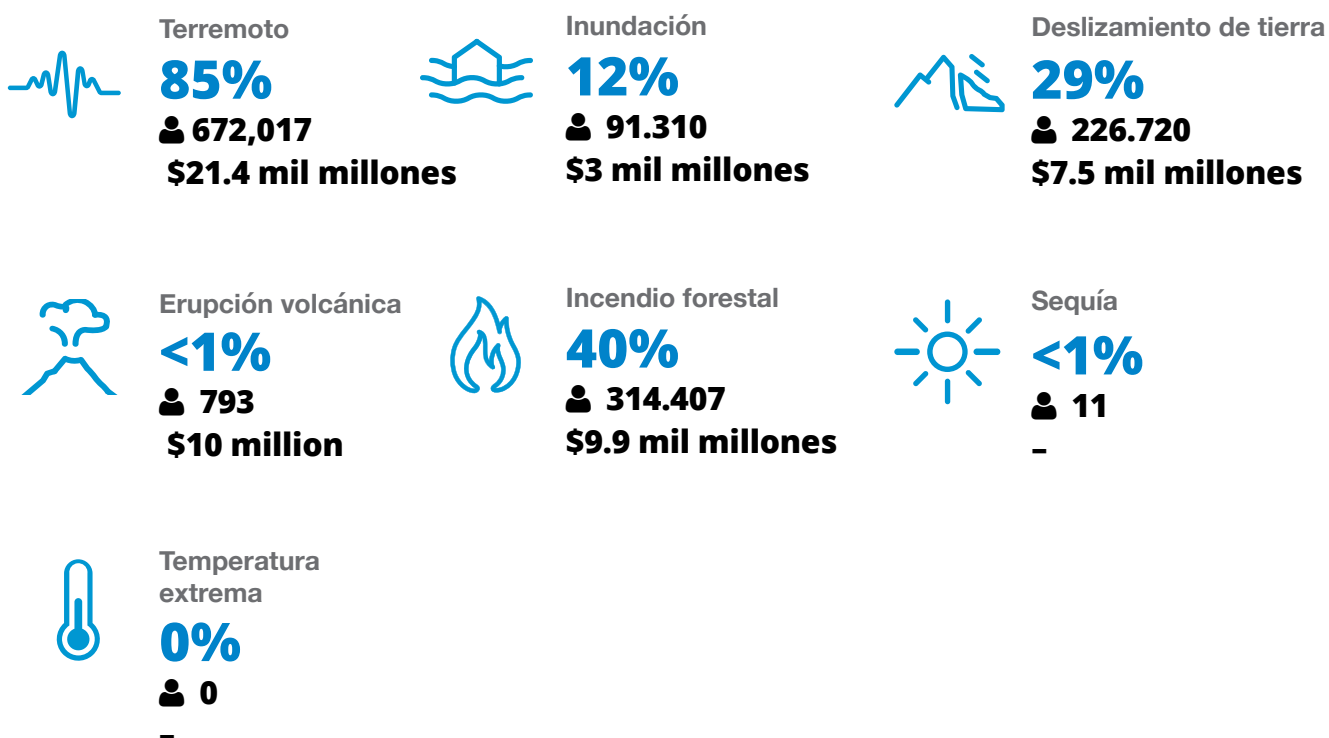 Terremoto
85%
672,017
$21.4 mil millones
Inundación
12%
91.310
$3 mil millones
Deslizamiento de tierra
29%
226.720
$7.5 mil millones
Erupción volcánica
<1%
793
$10 million
Incendio forestal
40%
314.407
$9.9 mil millones
Sequía
<1%
11
–
Temperatura
extrema
0%
0
–